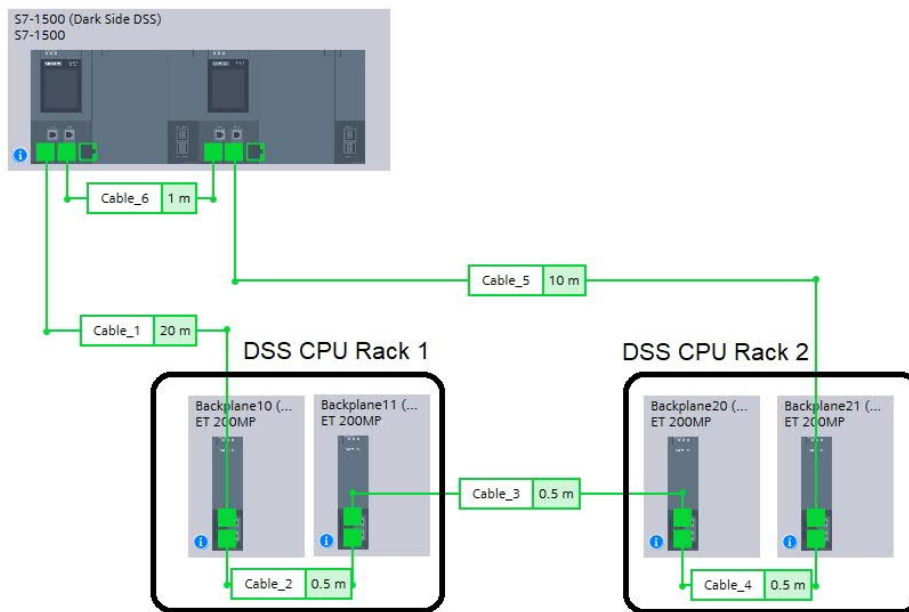 S7-1500 (Dark Side DSS)
S7-1500
Cable_6 1 m
Cable_5 10 m
Cable_1 20 m
DSS CPU Rack 1
DSS CPU Rack 2
Backplane10 (...
ET 200MP
Backplane11 (...
ET 200MP
Backplane20 (...
ET 200MP
Backplane21 (...
ET 200MP
Cable_3 0.5 m
Cable_2 0.5 m
Cable_4 0.5 m